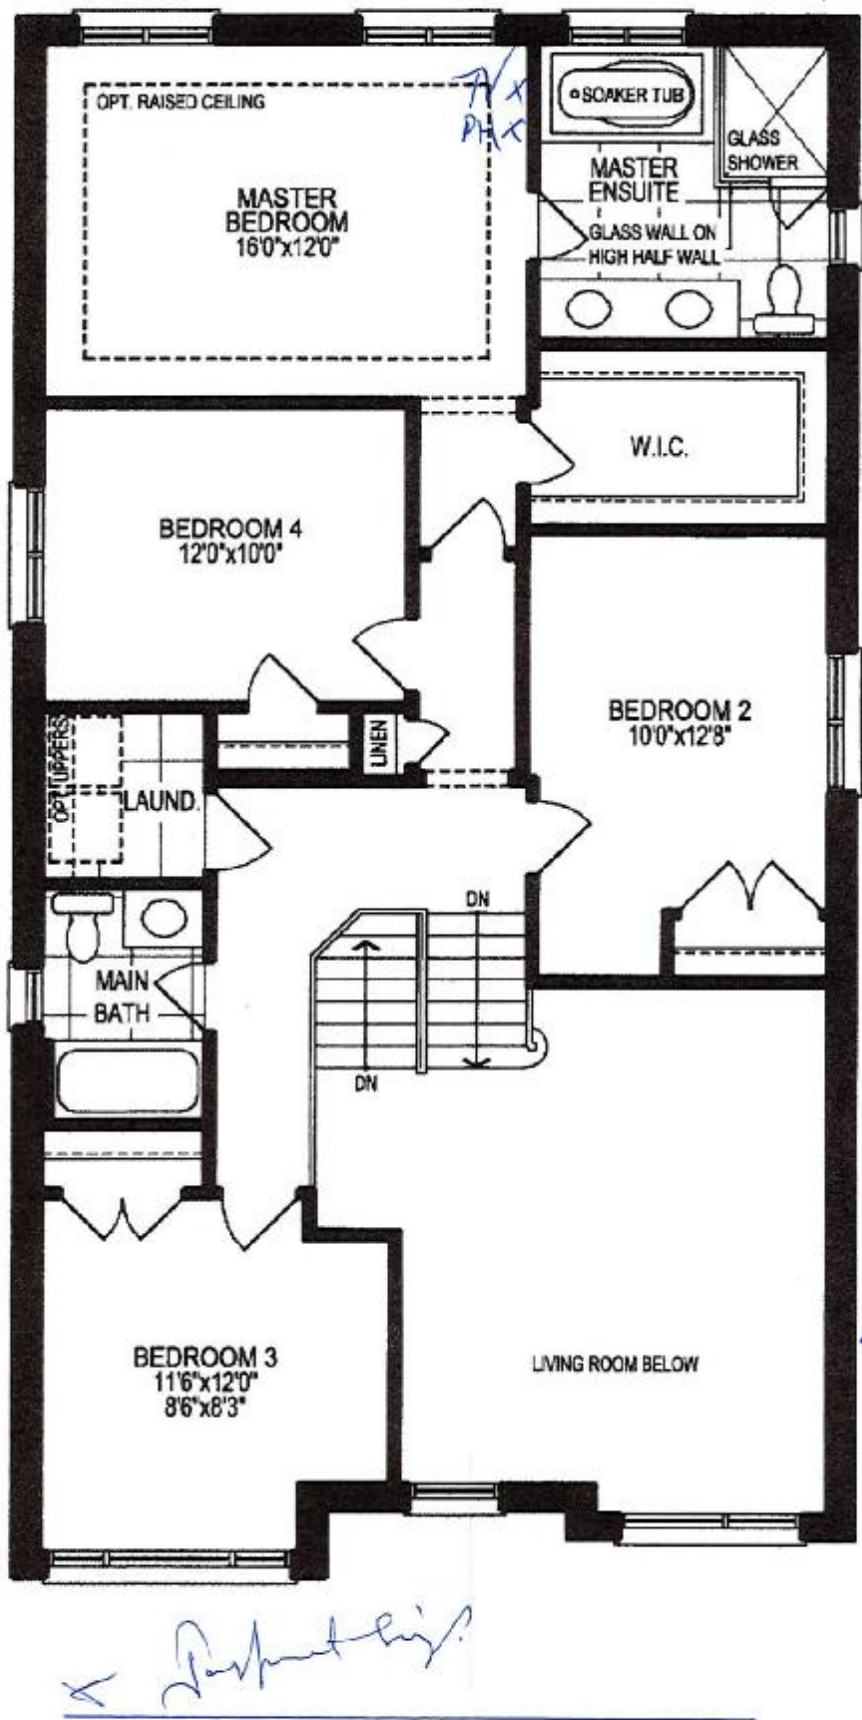 OPT. RAISED CEILING
TV X
PH X
SOAKER TUB
GLASS
SHOWER
MASTER
BEDROOM
16'0"x12'0"
MASTER
ENSUITE
GLASS WALL ON
HIGH HALF WALL
W.I.C.
BEDROOM 4
12'0"x10'0"
BEDROOM 2
10'0"x12'8"
OPT. UPPERS
LAUND.
LINEN
DN
MAIN
BATH
DN
BEDROOM 3
11'6"x12'0"
8'6"x8'3"
LIVING ROOM BELOW
X